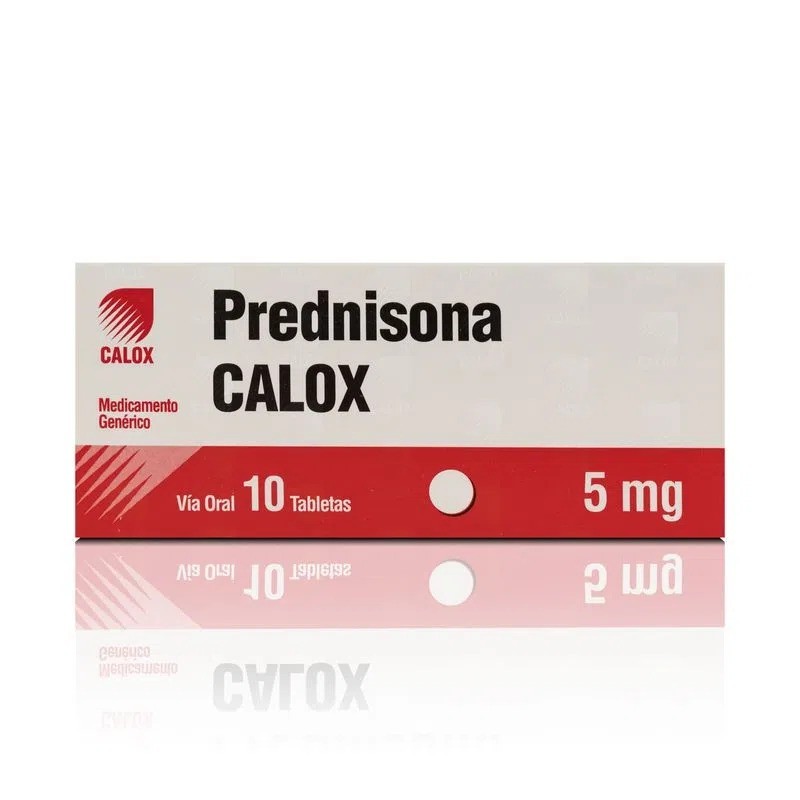 Prednisona
CALOX
CALOX
Medicamento
Genérico
Vía Oral 10 Tabletas
5 mg